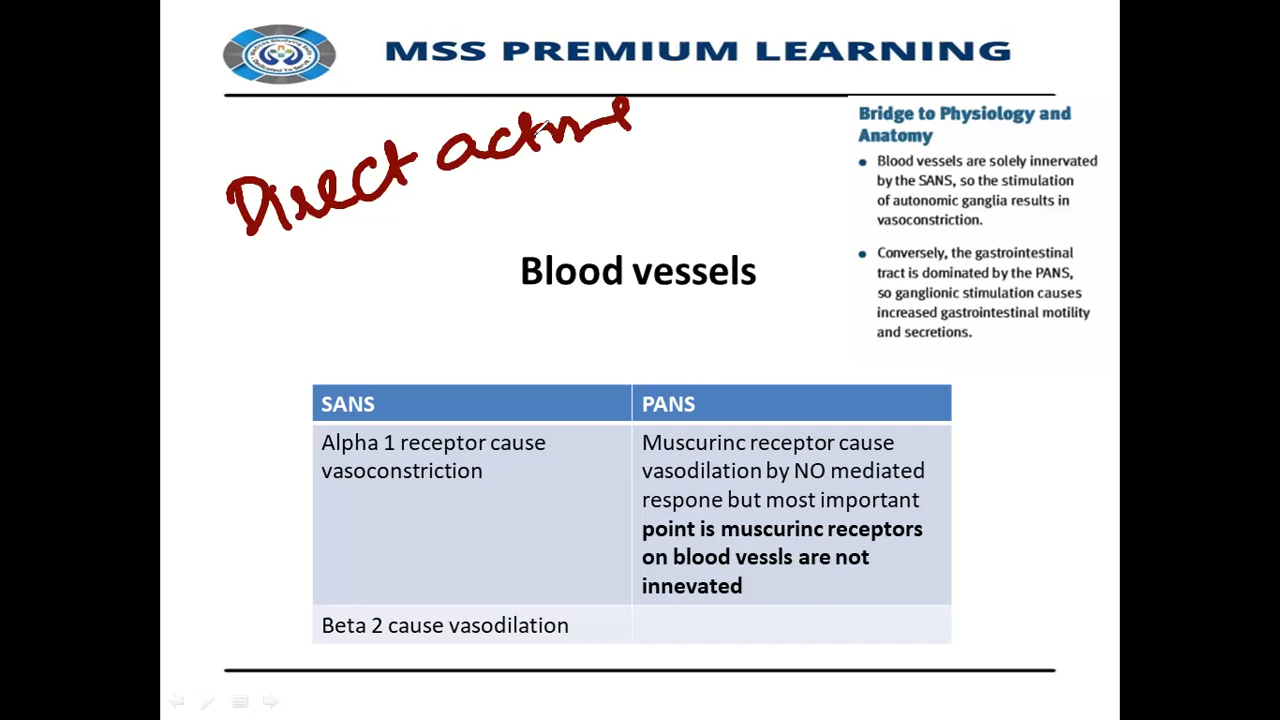 MSS PREMIUM LEARNING
Direct acting
Bridge to Physiology and
Anatomy
• Blood vessels are solely innervated
by the SANS, so the stimulation
of autonomic ganglia results in
vasoconstriction.
• Conversely, the gastrointestinal
tract is dominated by the PANS,
so ganglionic stimulation causes
increased gastrointestinal motility
and secretions.
Blood vessels
SANS
PANS
Alpha 1 receptor cause
vasoconstriction
Muscurinc receptor cause
vasodilation by NO mediated
respone but most important
point is muscurinc receptors
on blood vessls are not
innevated
Beta 2 cause vasodilation